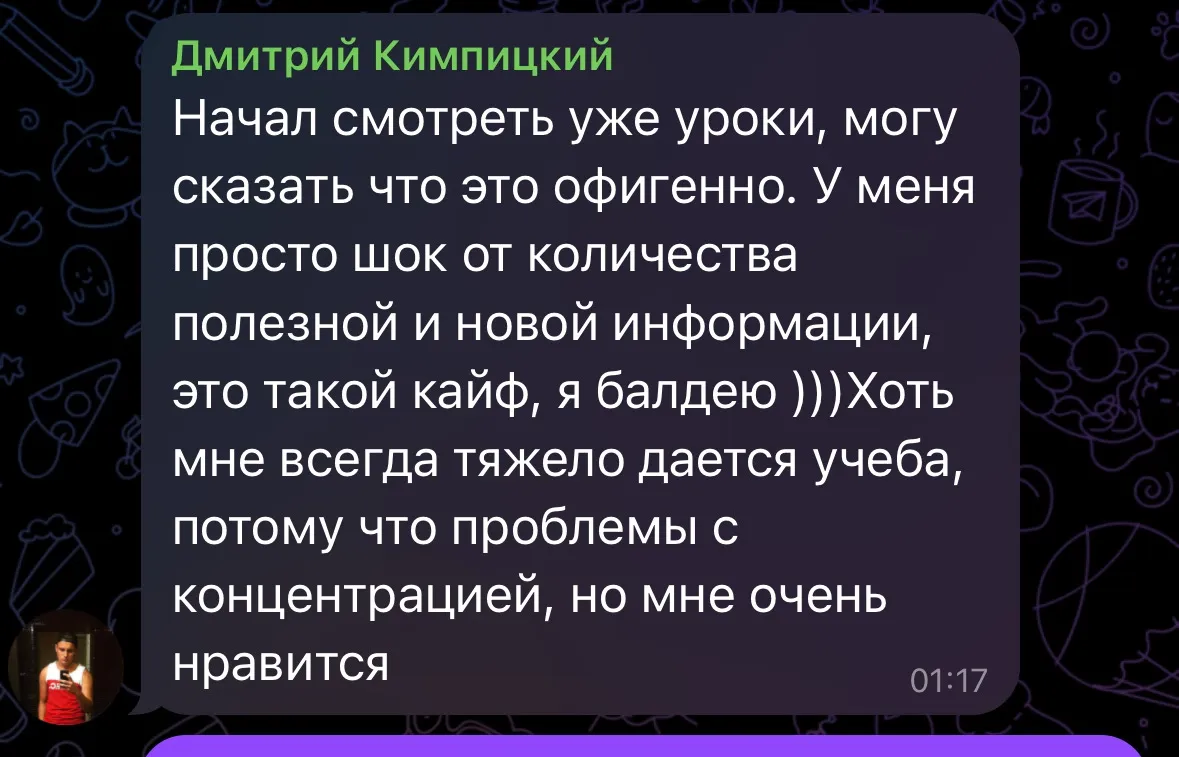 Дмитрий Кимпицкий
Начал смотреть уже уроки, могу
сказать что это офигенно. У меня
просто шок от количества
полезной и новой информации,
это такой кайф, я балдею )))Хоть
мне всегда тяжело дается учеба,
потому что проблемы с
концентрацией, но мне очень
нравится
01:17